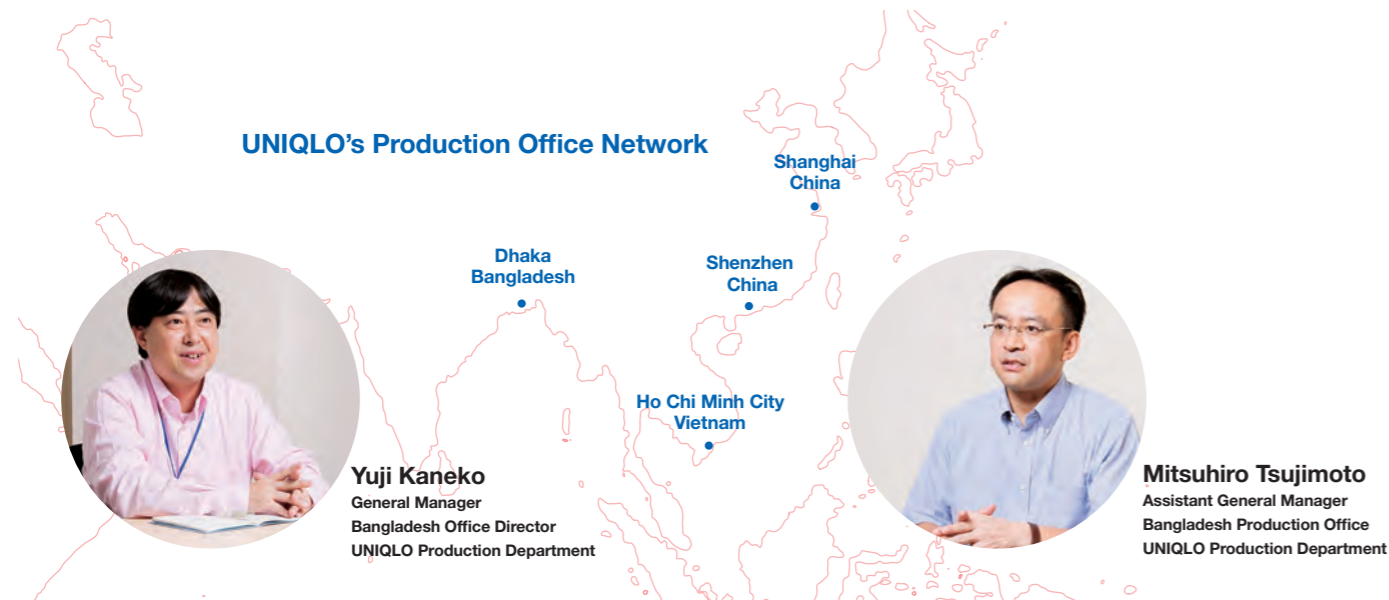 UNIQLO’s Production Office Network
Shanghai
China
Dhaka
Bangladesh
Shenzhen
China
Ho Chi Minh City
Vietnam
Yuji Kaneko
General Manager
Bangladesh Office Director
UNIQLO Production Department
Mitsuhiro Tsujimoto
Assistant General Manager
Bangladesh Production Office
UNIQLO Production Department